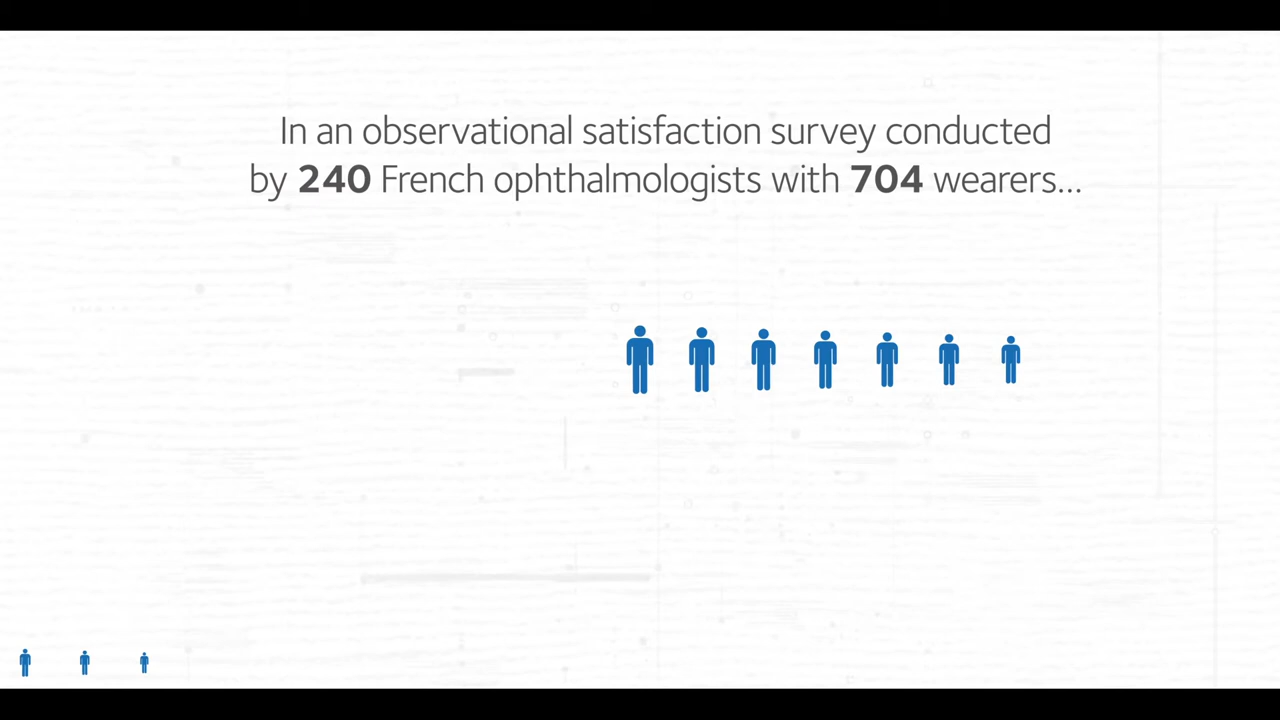 In an observational satisfaction survey conducted
by 240 French ophthalmologists with 704 wearers...